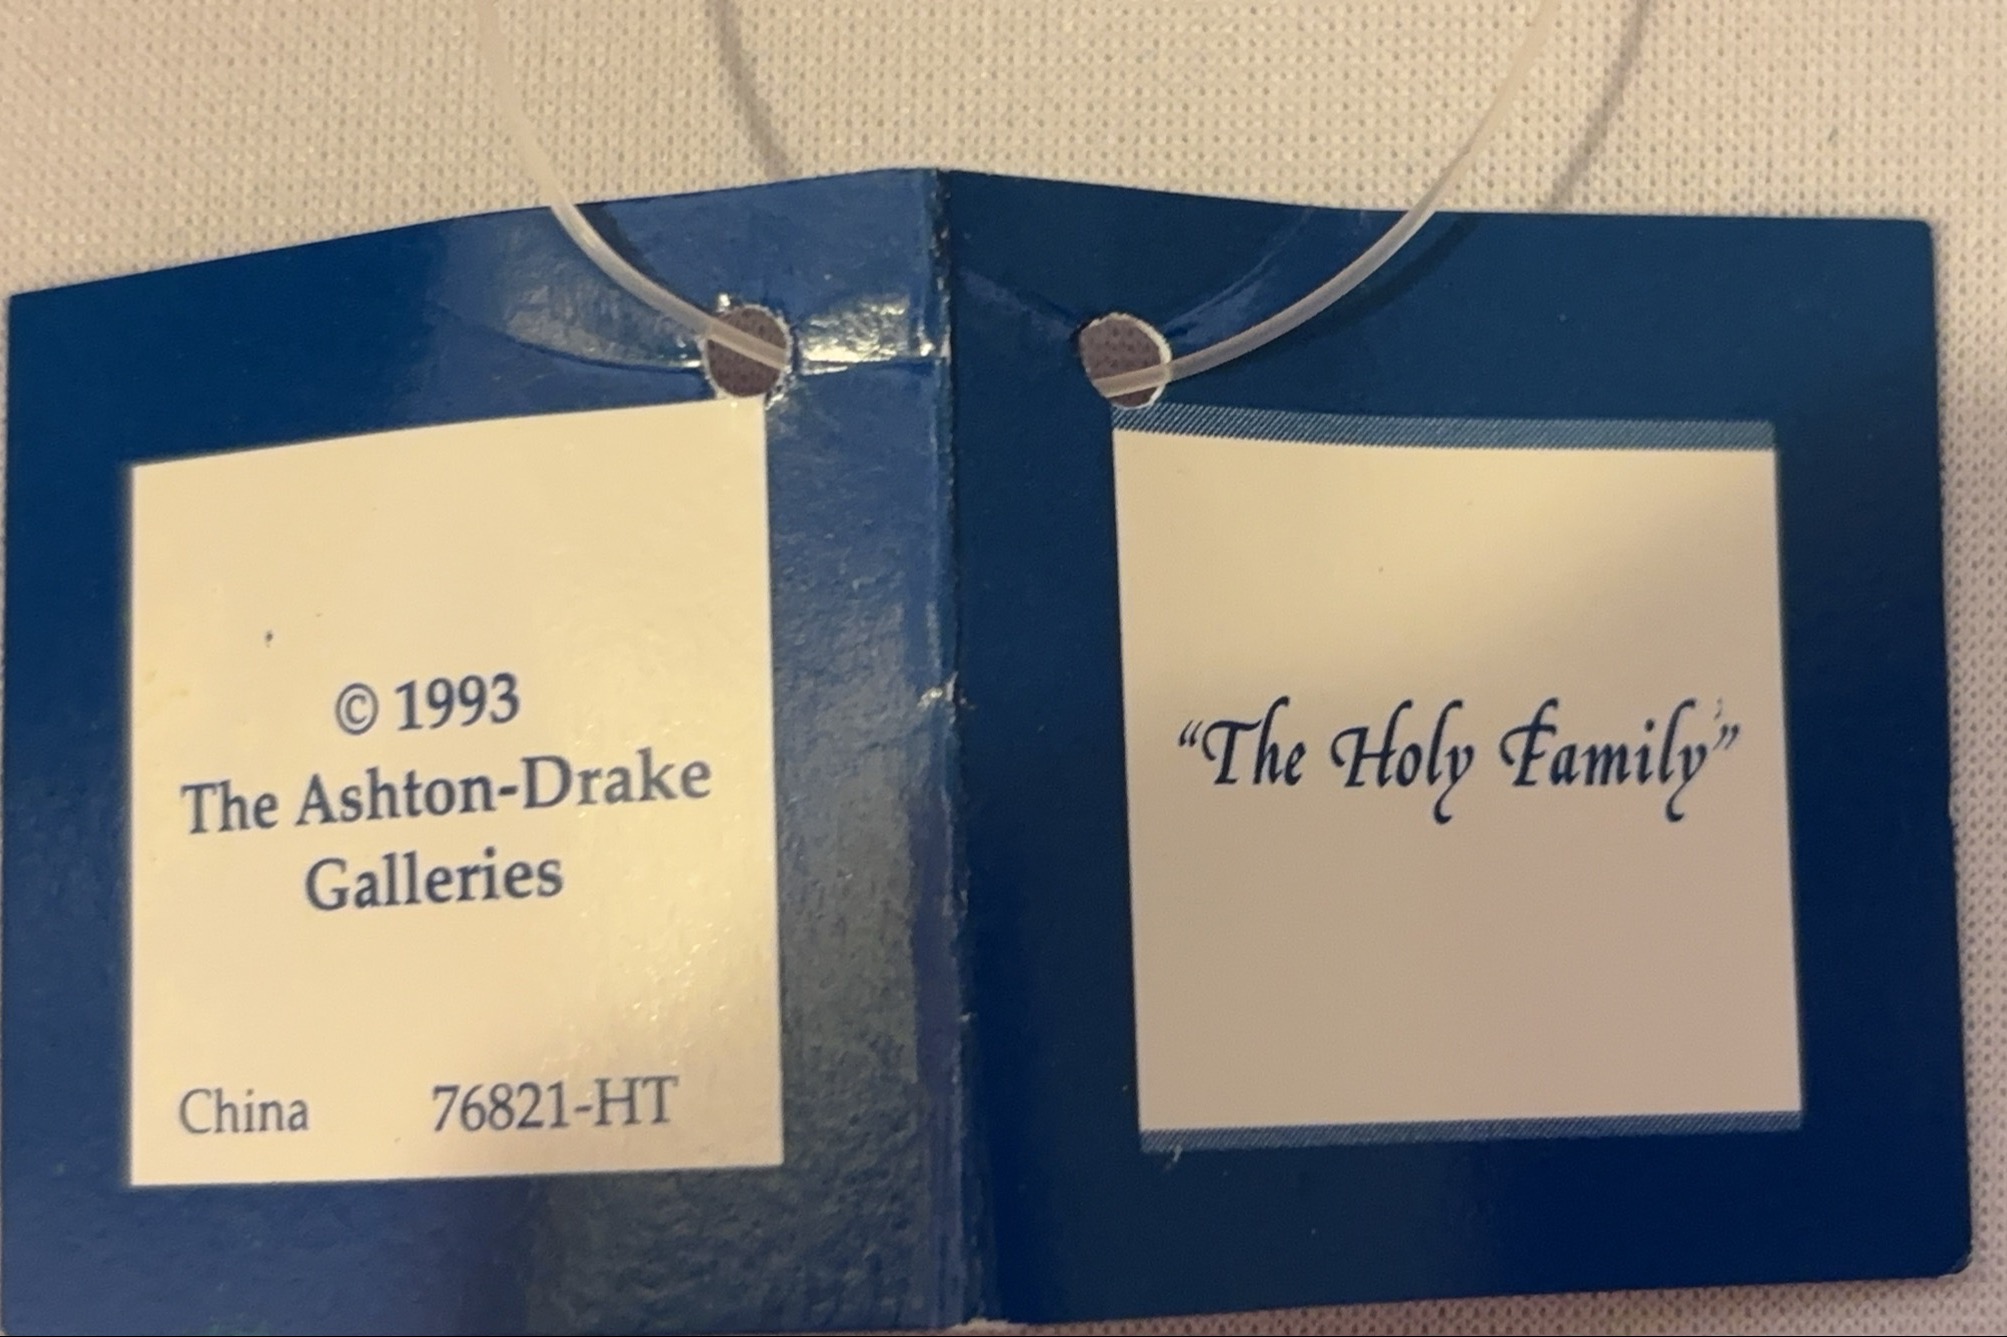 © 1993
The Ashton-Drake
Galleries
China 76821-HT
“The Holy Family”